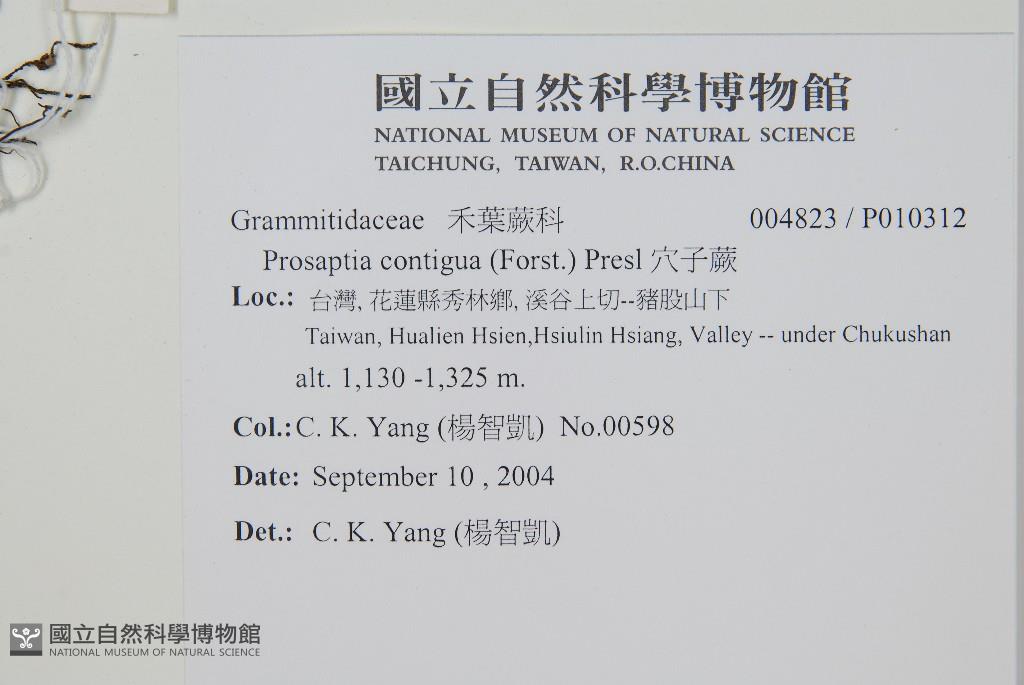 國立自然科學博物館
NATIONAL MUSEUM OF NATURAL SCIENCE
TAICHUNG, TAIWAN, R.O.CHINA
Grammitidaceae 禾葉蕨科 004823 / P010312
Prosaptia contigua (Forst.) Presl 穴子蕨
Loc.: 台灣, 花蓮縣秀林鄉, 溪谷上切--豬股山下
Taiwan, Hualien Hsien,Hsiulin Hsiang, Valley -- under Chukushan
alt. 1,130 -1,325 m.
Col.: C. K. Yang (楊智凱) No.00598
Date: September 10 , 2004
Det.: C. K. Yang (楊智凱)
國立自然科學博物館
NATIONAL MUSEUM OF NATURAL SCIENCE